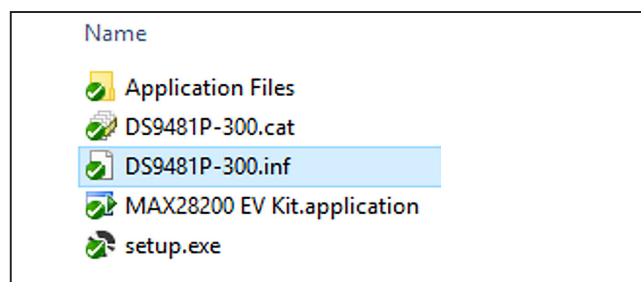 Name
Application Files
DS9481P-300.cat
DS9481P-300.inf
MAX28200 EV Kit.application
setup.exe